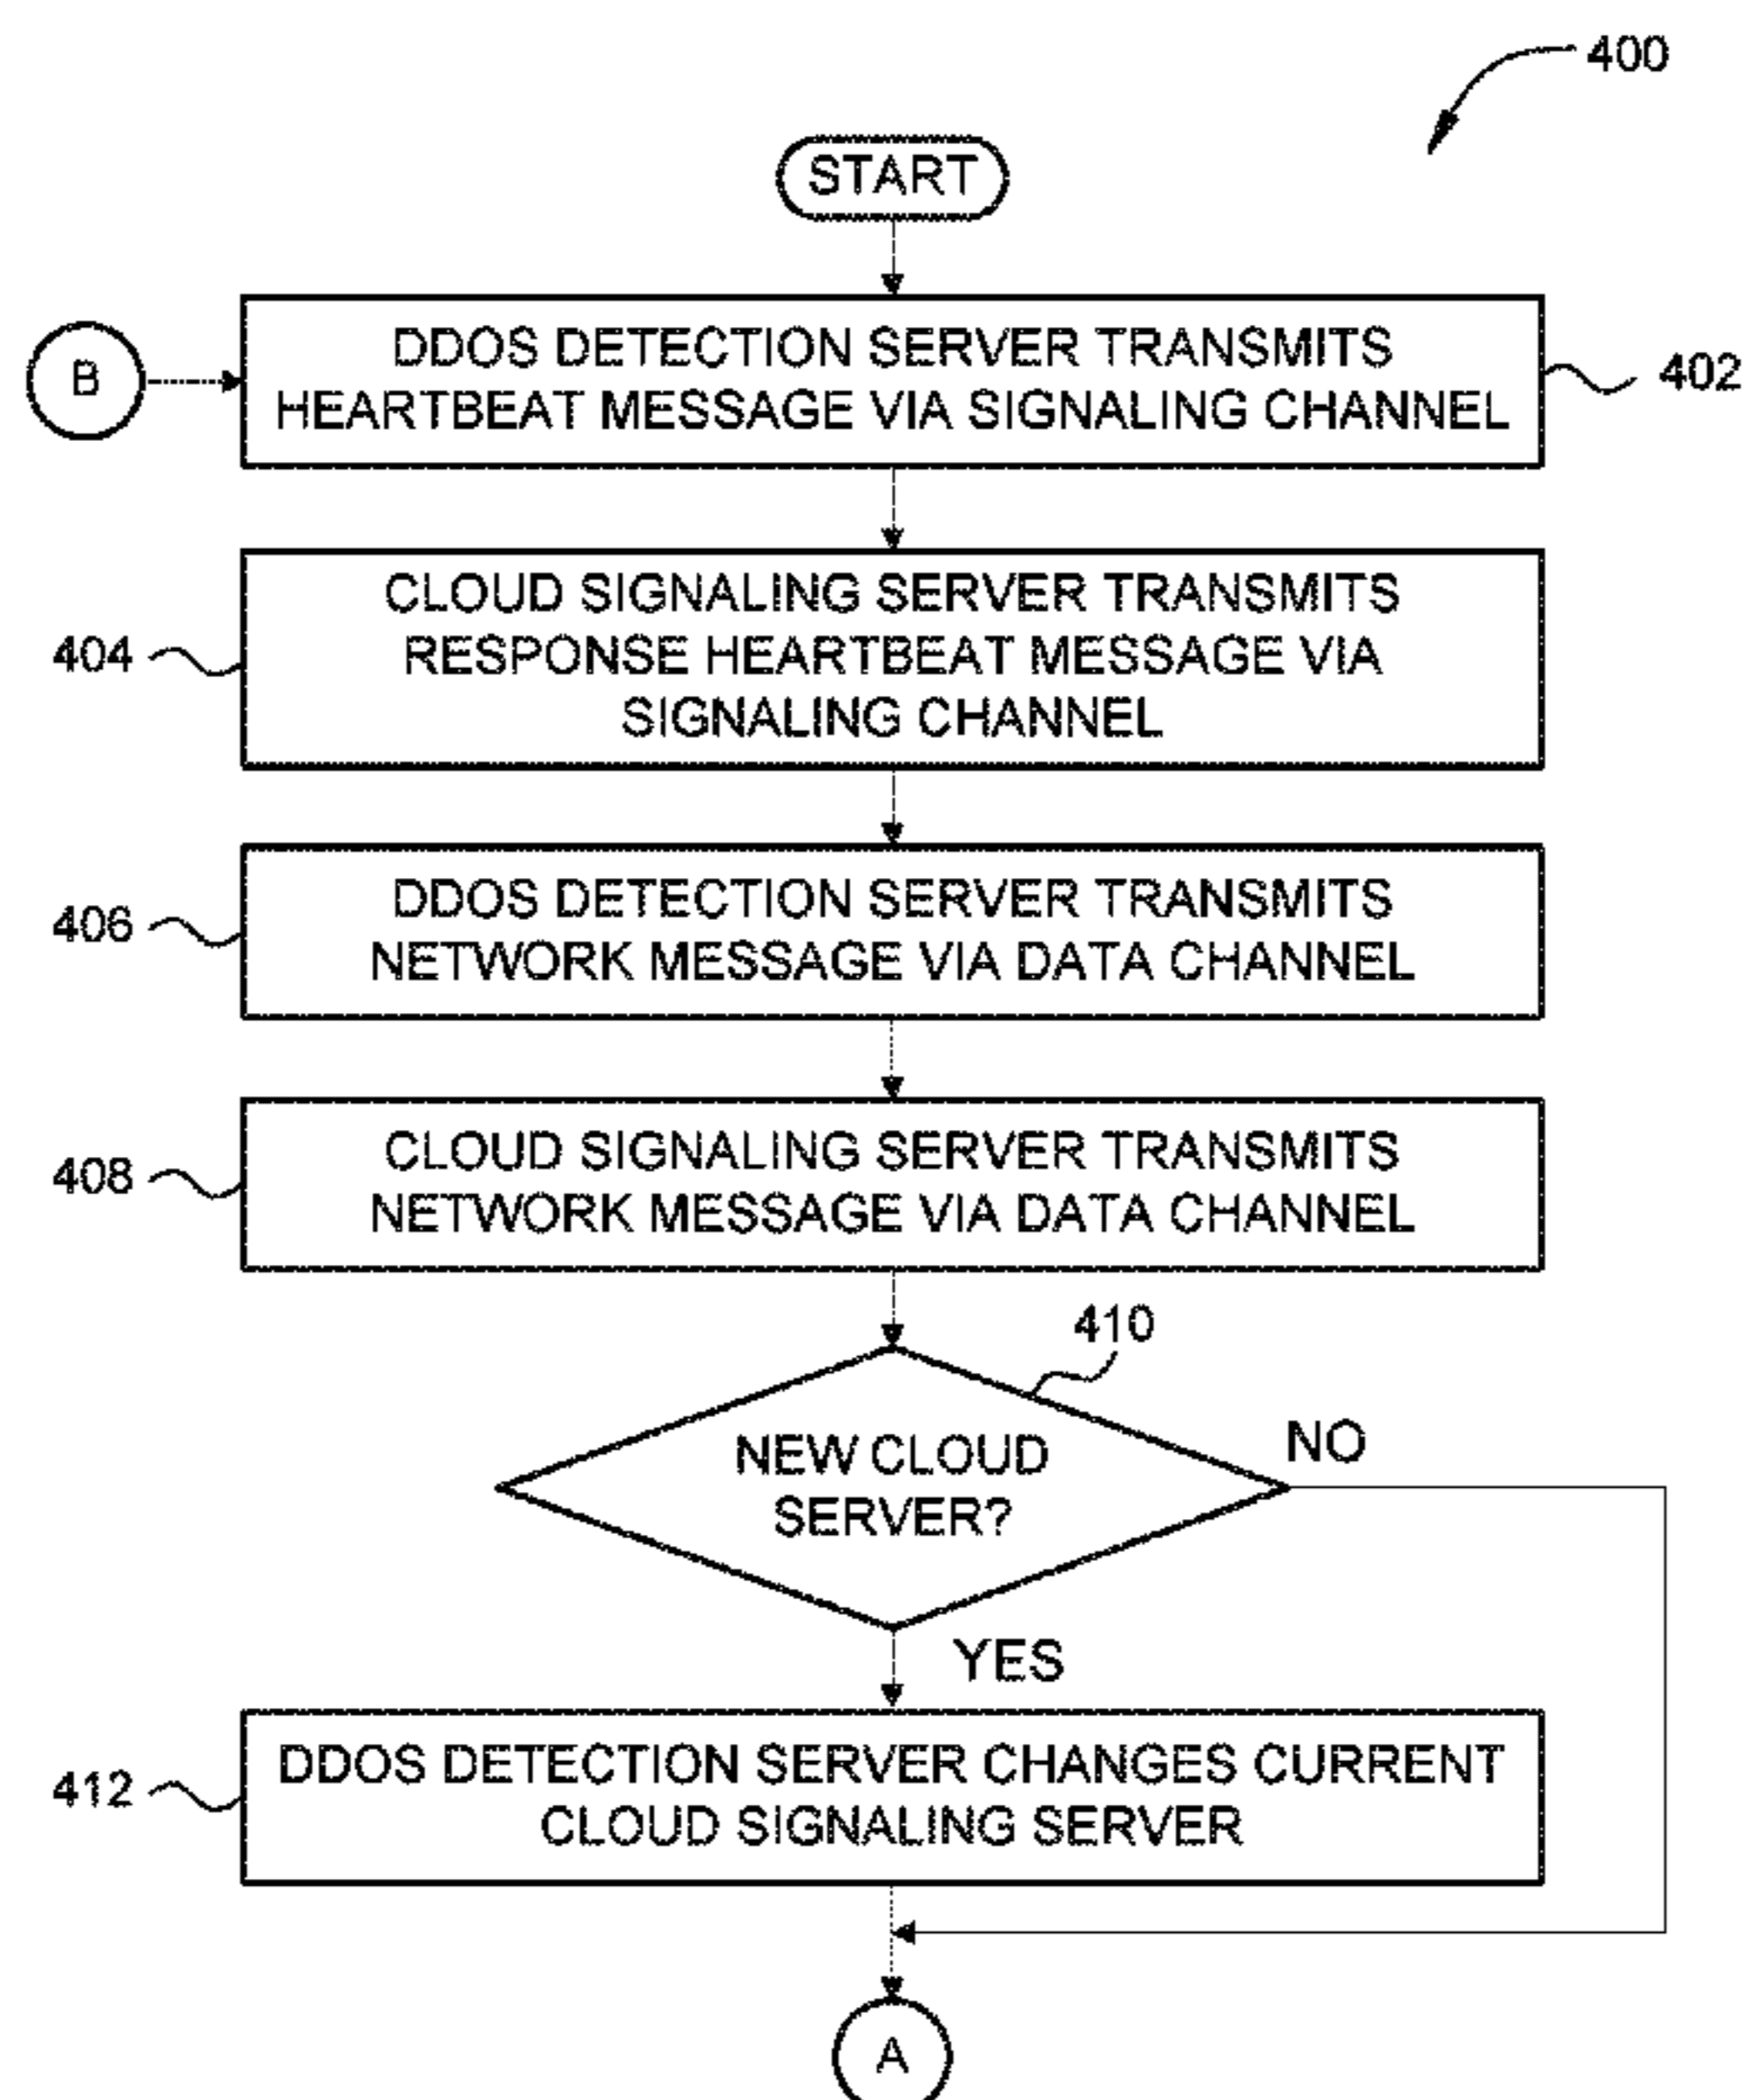 400
START
B
DDOS DETECTION SERVER TRANSMITS
HEARTBEAT MESSAGE VIA SIGNALING CHANNEL
402
CLOUD SIGNALING SERVER TRANSMITS
RESPONSE HEARTBEAT MESSAGE VIA
SIGNALING CHANNEL
404
DDOS DETECTION SERVER TRANSMITS
NETWORK MESSAGE VIA DATA CHANNEL
406
CLOUD SIGNALING SERVER TRANSMITS
NETWORK MESSAGE VIA DATA CHANNEL
408
410
NEW CLOUD
SERVER?
NO
YES
DDOS DETECTION SERVER CHANGES CURRENT
CLOUD SIGNALING SERVER
412
A